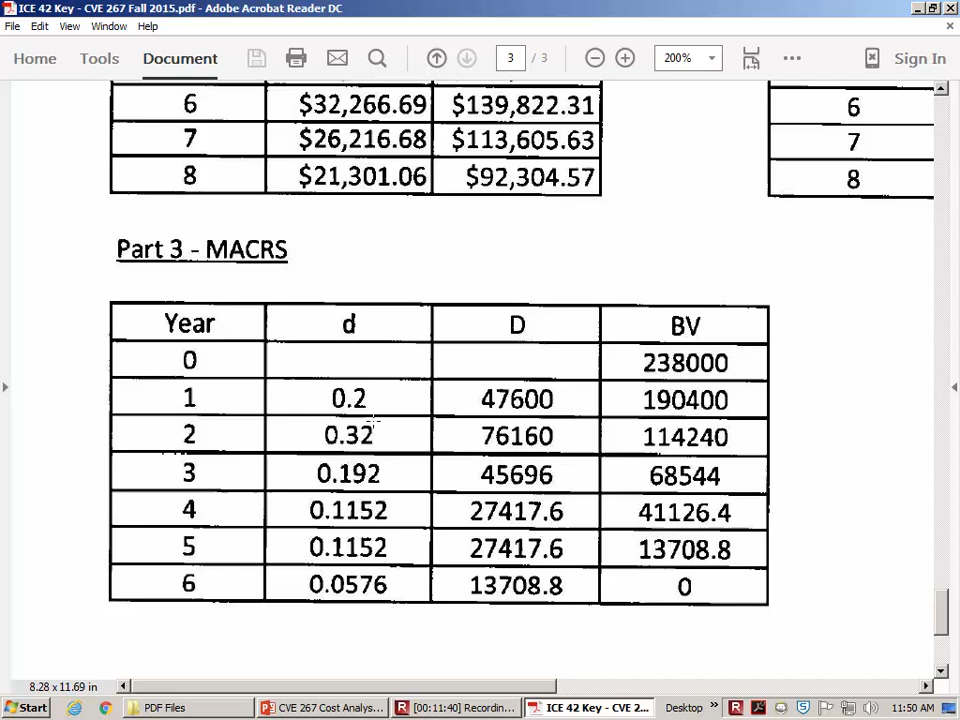 ICE 42 Key - CVE 267 Fall 2015.pdf - Adobe Acrobat Reader DC
File Edit View Window Help
Home Tools Document 3 / 3 200% Sign In
6 $32,266.69 $139,822.31 6
7 $26,216.68 $113,605.63 7
8 $21,301.06 $92,304.57 8
Part 3 - MACRS
Year d D BV
0 238000
1 0.2 47600 190400
2 0.32 76160 114240
3 0.192 45696 68544
4 0.1152 27417.6 41126.4
5 0.1152 27417.6 13708.8
6 0.0576 13708.8 0
8.28 x 11.69 in
Start PDF Files CVE 267 Cost Analys... [00:11:40] Recordin... ICE 42 Key - CVE 2... Desktop 11:50 AM